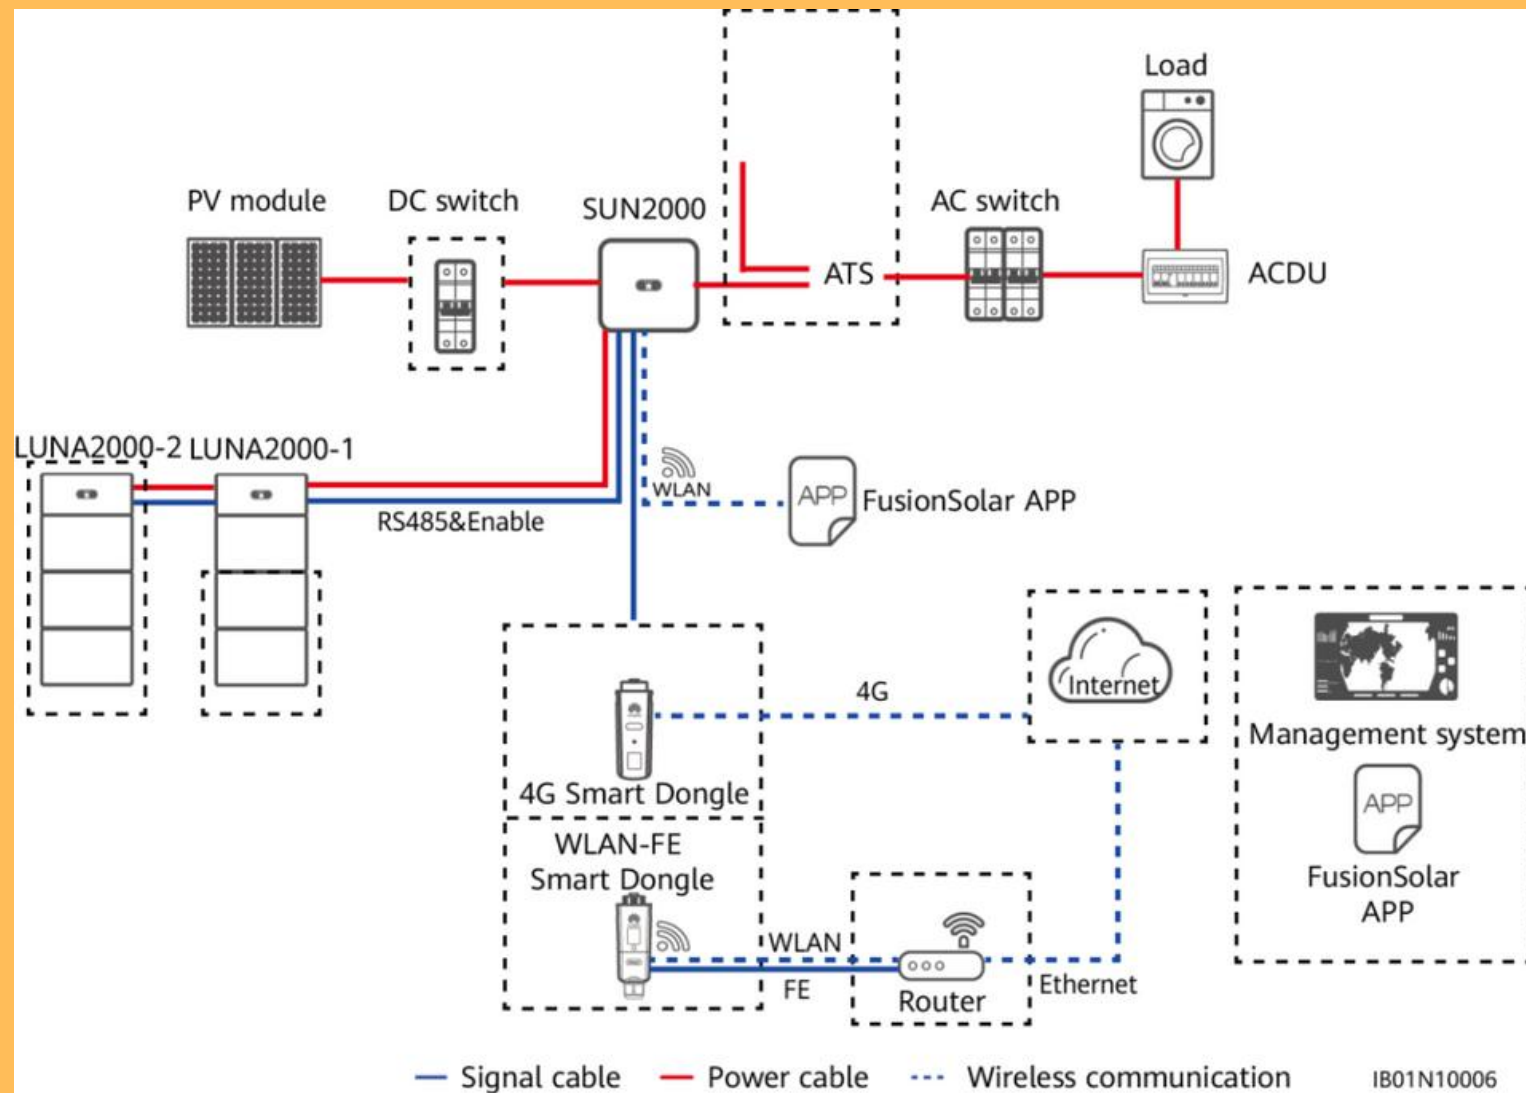 Load
PV module
DC switch
SUN2000
AC switch
ATS
ACDU
LUNA2000-2
LUNA2000-1
RS485&Enable
WLAN
APP
FusionSolar APP
4G
Internet
Management system
4G Smart Dongle
APP
WLAN-FE
Smart Dongle
FusionSolar
APP
WLAN
FE
Router
Ethernet
Signal cable
Power cable
Wireless communication
IB01N10006